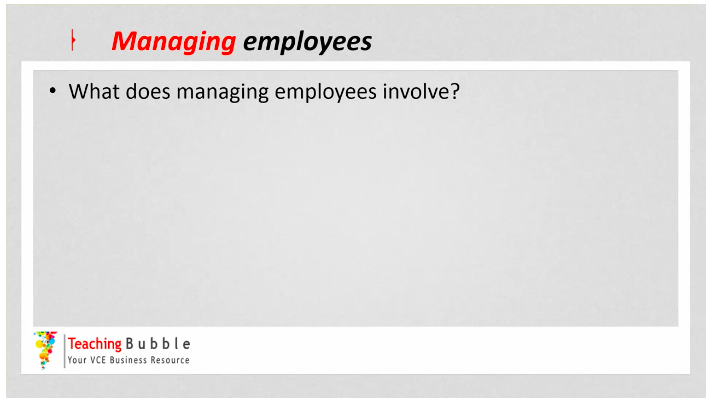 Managing employees
• What does managing employees involve?
Teaching Bubble
Your VCE Business Resource